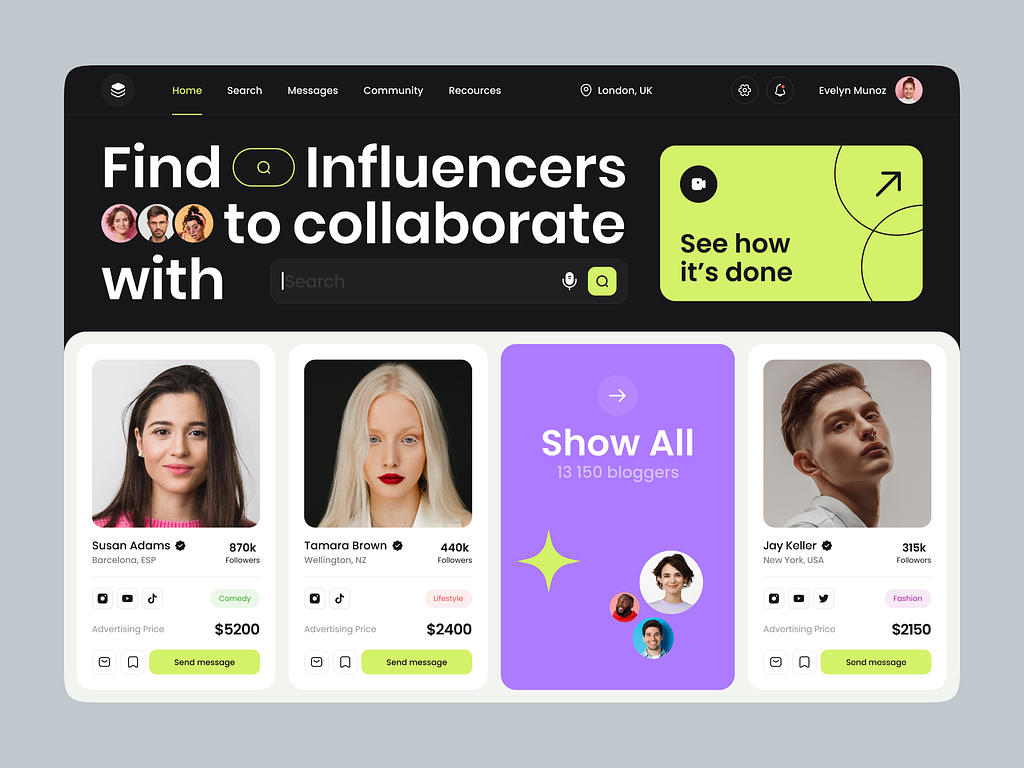 Home Search Messages Community Recources London, UK Evelyn Munoz
Find Influencers
to collaborate
with
Search
See how
it's done
Susan Adams 870k
Barcelona, ESP Followers
Comedy
Advertising Price $5200
Send message
Tamara Brown 440k
Wellington, NZ Followers
Lifestyle
Advertising Price $2400
Send message
Show All
13 150 bloggers
Jay Keller 315k
New York, USA Followers
Fashion
Advertising Price $2150
Send message